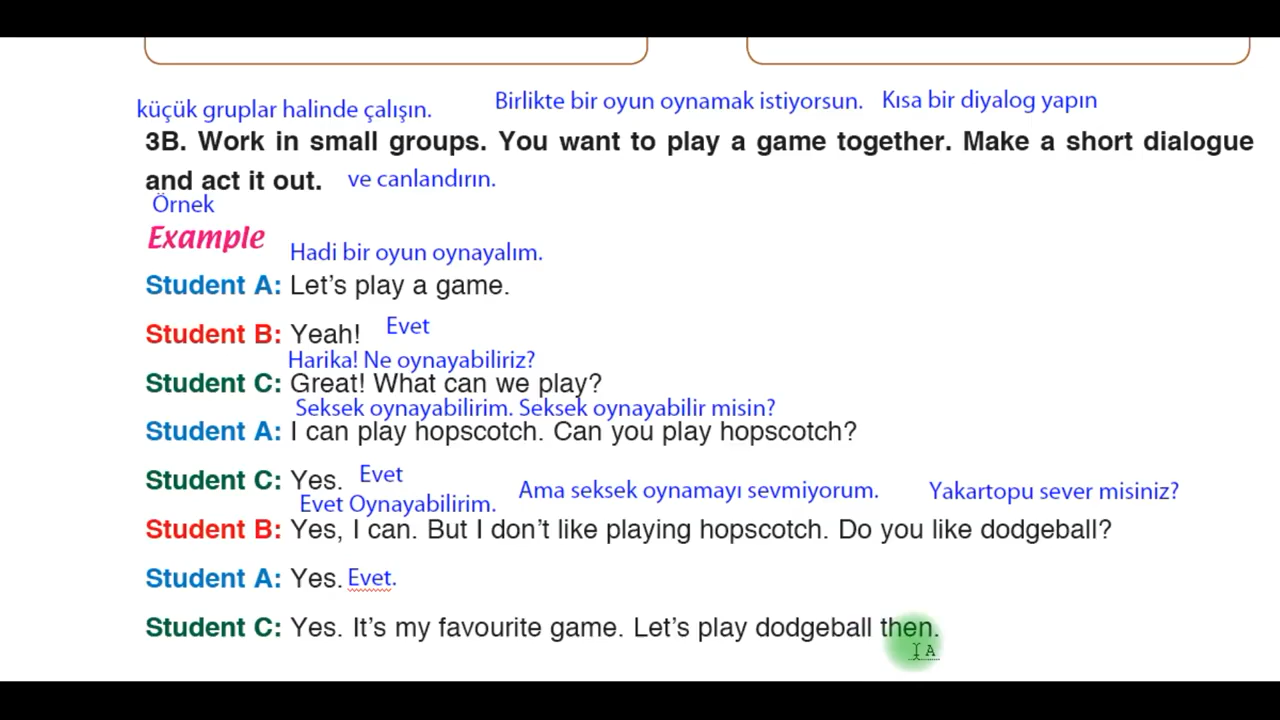 küçük gruplar halinde çalışın. Birlikte bir oyun oynamak istiyorsun. Kısa bir diyalog yapın
3B. Work in small groups. You want to play a game together. Make a short dialogue
and act it out. ve canlandırın.
Örnek
Example
Hadi bir oyun oynayalım.
Student A: Let's play a game.
Student B: Yeah! Evet
Harika! Ne oynayabiliriz?
Student C: Great! What can we play?
Seksek oynayabilirim. Seksek oynayabilir misin?
Student A: I can play hopscotch. Can you play hopscotch?
Student C: Yes. Evet
Evet Oynayabilirim. Ama seksek oynamayı sevmiyorum. Yakartopu sever misiniz?
Student B: Yes, I can. But I don't like playing hopscotch. Do you like dodgeball?
Student A: Yes. Evet.
Student C: Yes. It's my favourite game. Let's play dodgeball then.
A